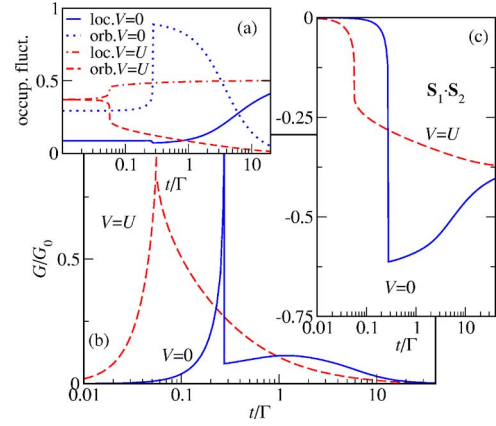 loc.V=0
orb.V=0
loc.V=U
orb.V=U
(a)
occup. fluct.
1
0.5
0
0.1
1
10
t/Γ
(c)
S₁·S₂
V=U
V=0
0
-0.25
-0.5
-0.75
0.01
0.1
1
10
t/Γ
G/G₀
V=U
0.5
(b)
V=0
0
0.01
0.1
1
10
t/Γ